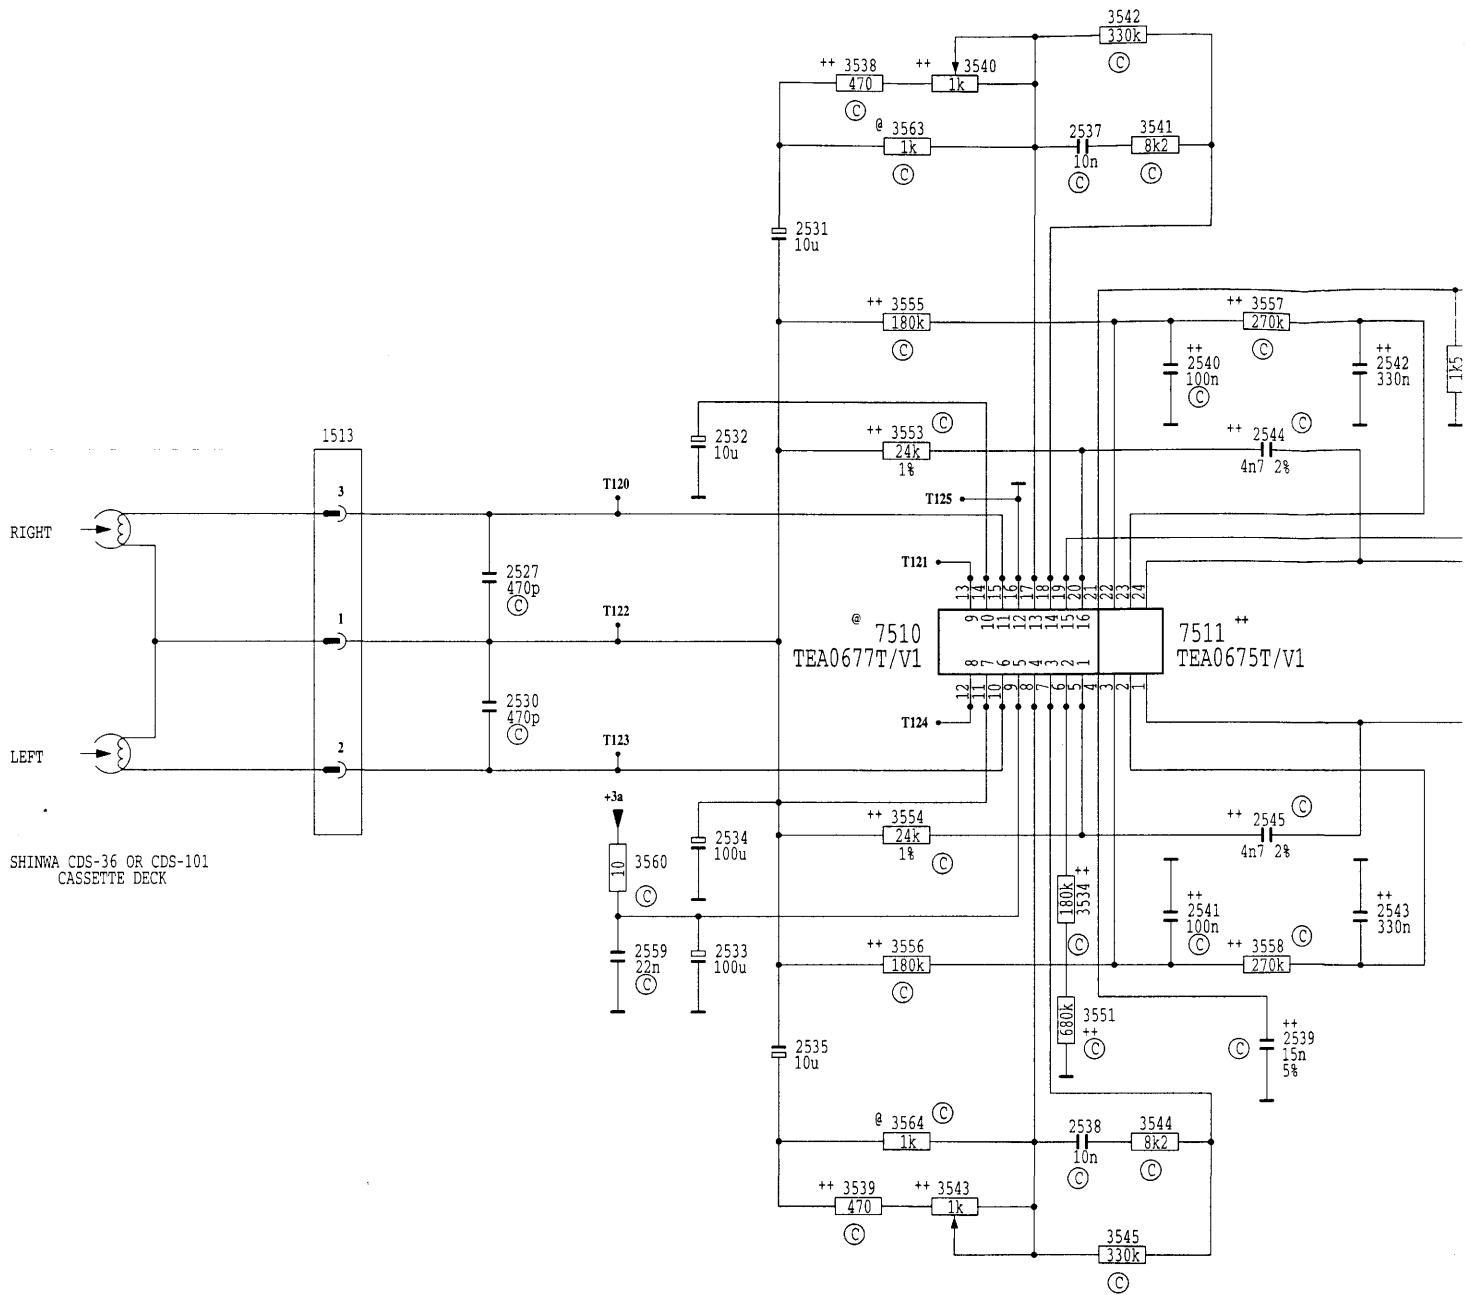 3542
330k
C
++ 3538
470
C
++ 3540
1k
@ 3563
1k
C
2537
10n
C
3541
8k2
C
2531
10u
++ 3555
180k
C
++ 3557
270k
C
++
2540
100n
C
++
2542
330n
1k5
2532
10u
C
++ 3553
24k
1%
++ 2544
C
4n7 2%
1513
3
T120
T125
RIGHT
T121
2527
470p
C
1
T122
13 14 15 16 17 18 19 20 21 22 23 24
9 10 11 12 13 14 15 16
@
7510
TEA0677T/V1
7511 ++
TEA0675T/V1
8 7 6 5 4 3 2 1
12 11 10 9 8 7 6 5 4 3 2 1
2530
470p
C
T124
LEFT
2
T123
+3a
SHINWA CDS-36 OR CDS-101
CASSETTE DECK
10
3560
C
2534
100u
++ 3554
24k
1%
C
++ 2545
C
4n7 2%
180k
3534 ++
C
2559
22n
C
2533
100u
++ 3556
180k
C
++
2541
100n
C
++ 3558
270k
C
++
2543
330n
680k
3551
++
C
2535
10u
C
++
2539
15n
5%
@ 3564
1k
C
2538
10n
C
3544
8k2
C
++ 3539
470
C
++ 3543
1k
3545
330k
C